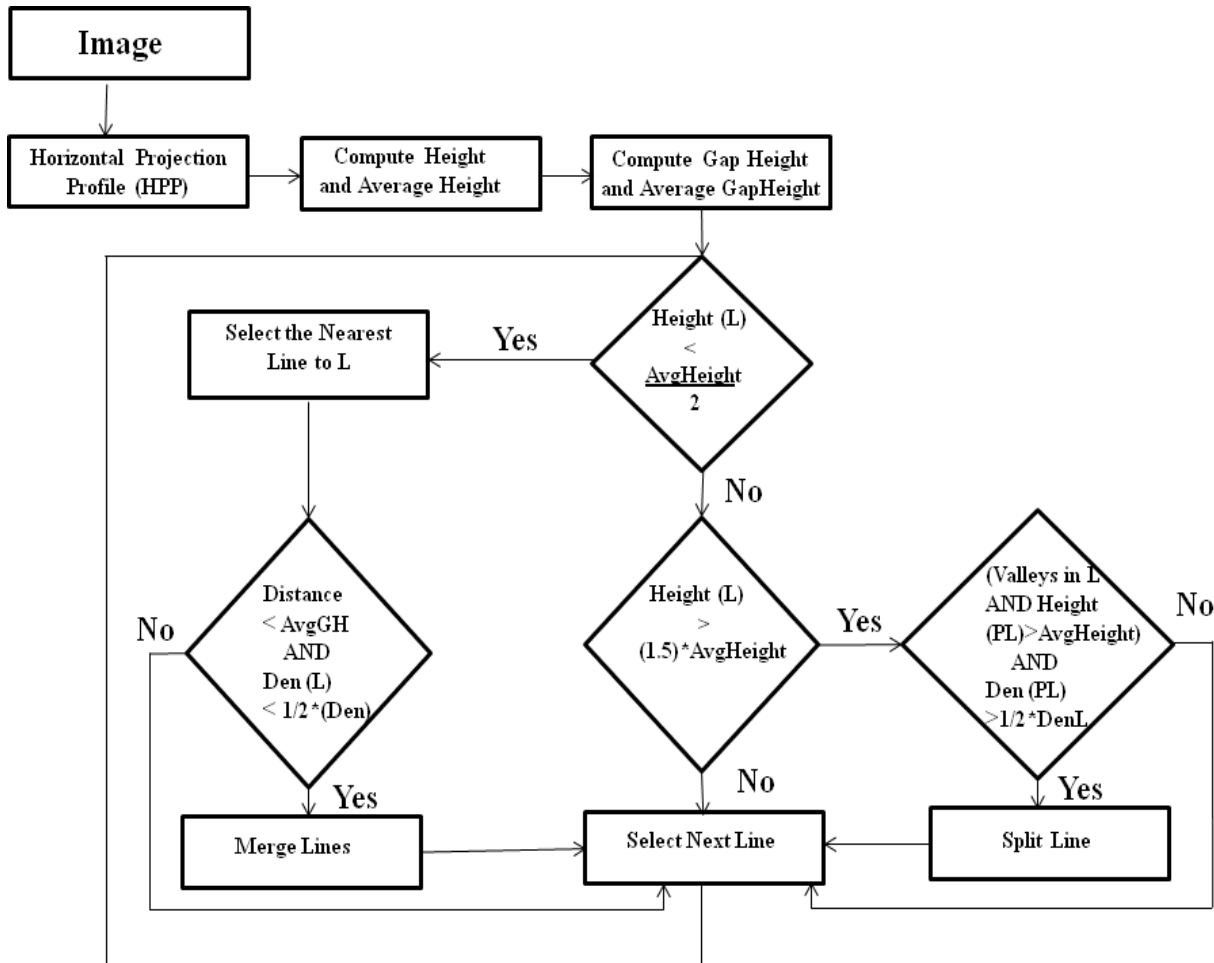 Image
Horizontal Projection
Profile (HPP)
Compute Height
and Average Height
Compute Gap Height
and Average GapHeight
Height (L)
<
AvgHeight
2
Yes
Select the Nearest
Line to L
No
Distance
< AvgGH
AND
Den (L)
< 1/2*(Den)
No
Height (L)
>
(1.5)*AvgHeight
Yes
(Valleys in L
AND Height
(PL)>AvgHeight)
AND
Den (PL)
>1/2*DenL
No
Yes
No
Yes
Merge Lines
Select Next Line
Split Line